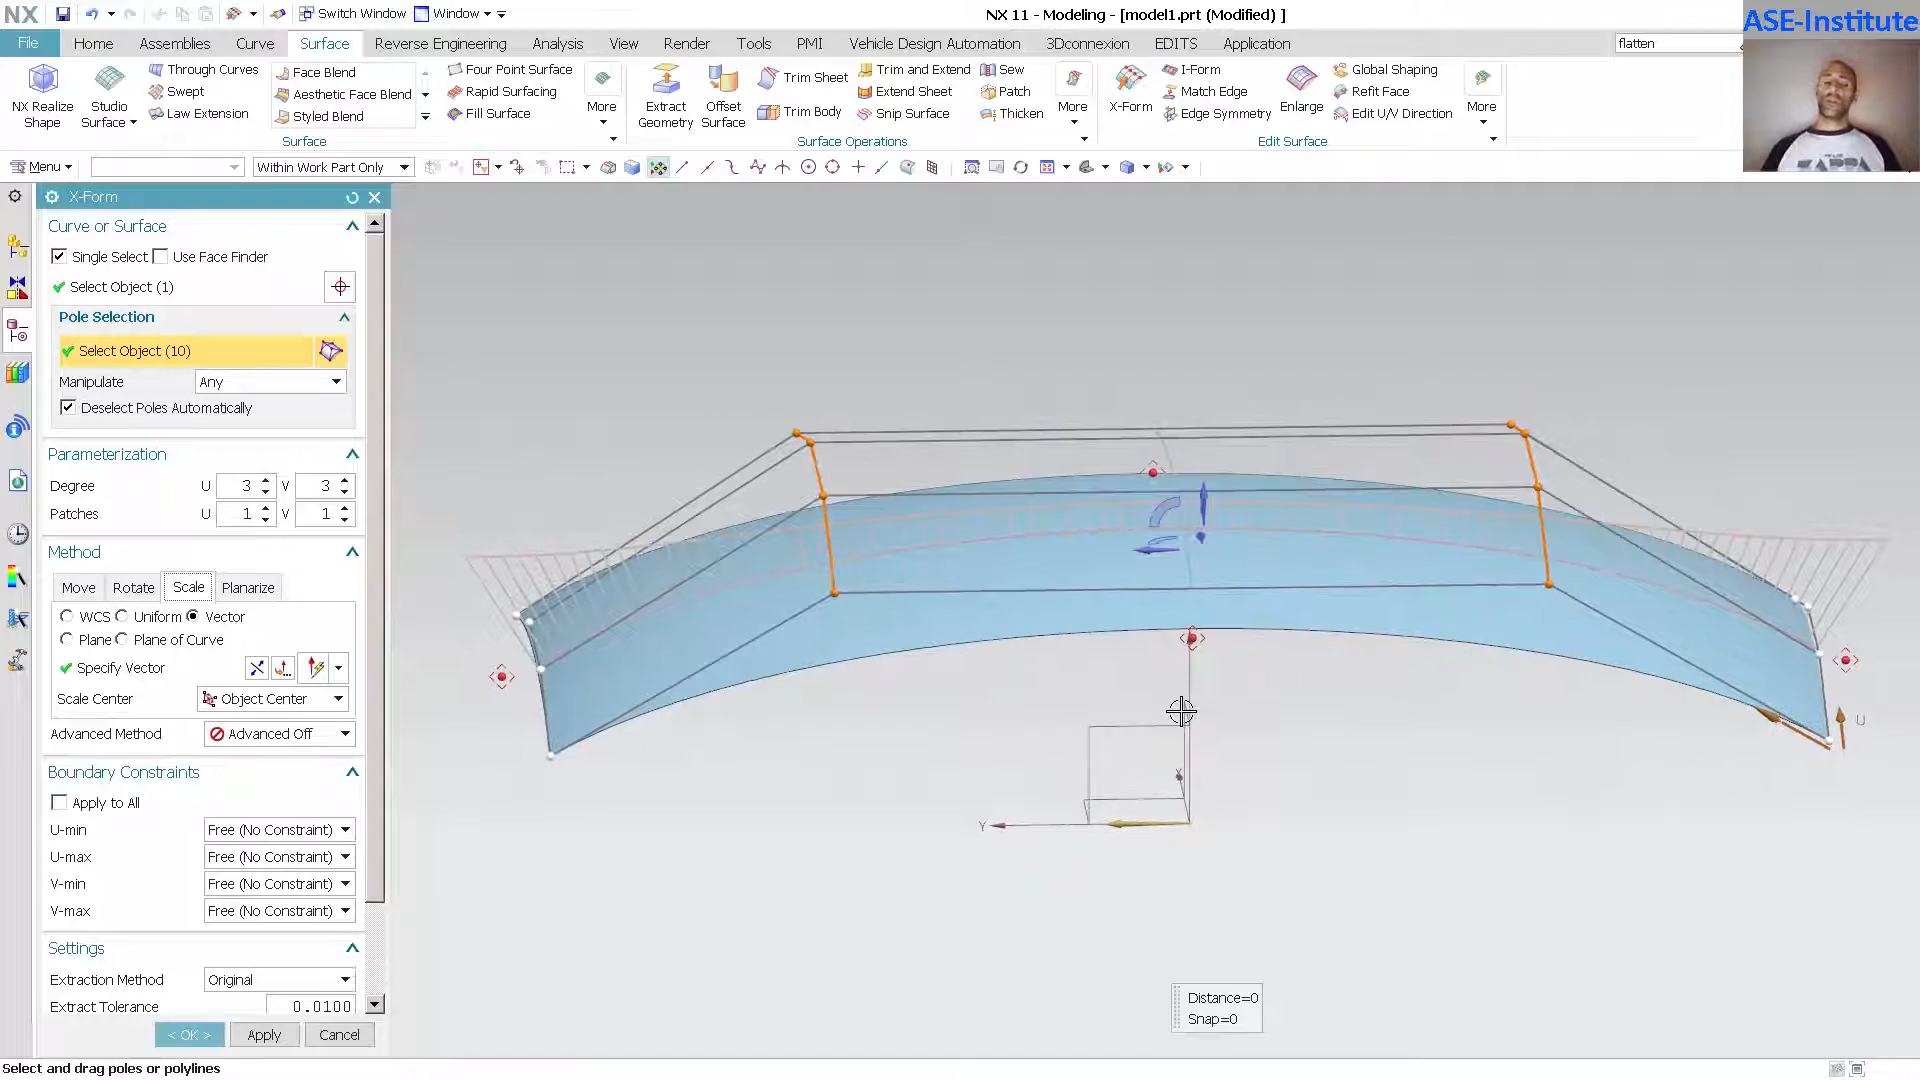 NX Switch Window Window NX 11 - Modeling - [model1.prt (Modified) ]
ASE-Institute
File Home Assemblies Curve Surface Reverse Engineering Analysis View Render Tools PMI Vehicle Design Automation 3Dconnexion EDITS Application flatten
Through Curves Face Blend Four Point Surface Trim Sheet Trim and Extend Sew I-Form Global Shaping
Swept Aesthetic Face Blend Rapid Surfacing Extend Sheet Patch Match Edge Refit Face
NX Realize Shape Studio Surface Law Extension Styled Blend Fill Surface More Extract Geometry Offset Surface Trim Body Snip Surface Thicken More X-Form Edge Symmetry Enlarge Edit U/V Direction More
Surface Surface Operations Edit Surface
Menu Within Work Part Only
X-Form
Curve or Surface
Single Select Use Face Finder
Select Object (1)
Pole Selection
Select Object (10)
Manipulate Any
Deselect Poles Automatically
Parameterization
Degree U 3 V 3
Patches U 1 V 1
Method
Move Rotate Scale Planarize
WCS Uniform Vector
Plane Plane of Curve
Specify Vector
Scale Center Object Center
Advanced Method Advanced Off
Boundary Constraints
Apply to All
U-min Free (No Constraint)
U-max Free (No Constraint)
V-min Free (No Constraint)
V-max Free (No Constraint)
Settings
Extraction Method Original
Extract Tolerance 0.0100
< OK > Apply Cancel
U
X
Y
Distance=0
Snap=0
Select and drag poles or polylines